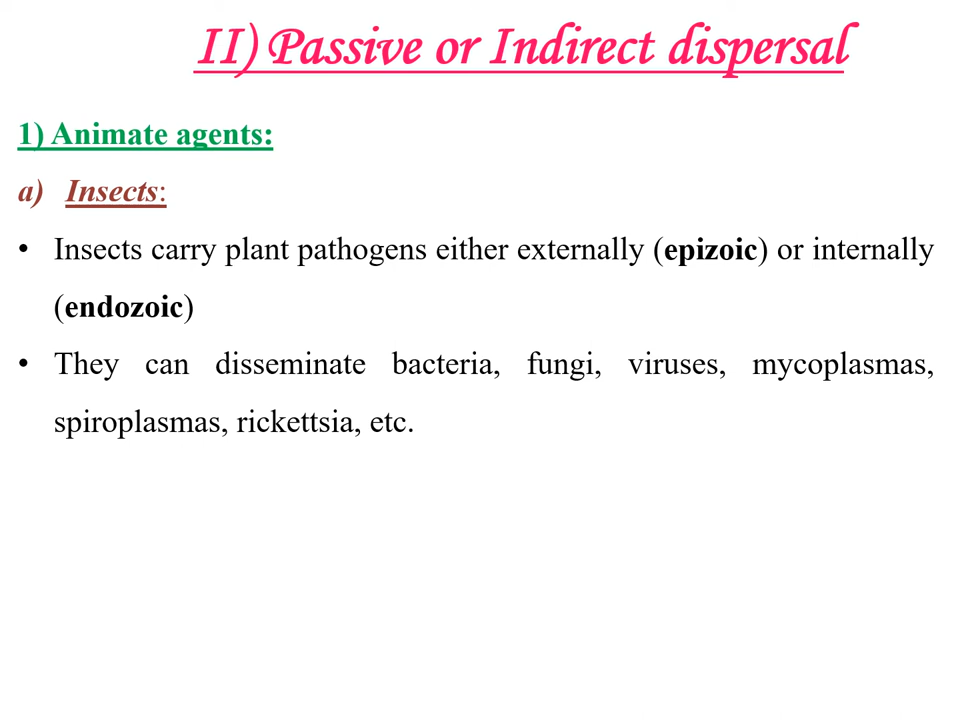 II) Passive or Indirect dispersal
1) Animate agents:
a) Insects:
• Insects carry plant pathogens either externally (epizoic) or internally
(endozoic)
• They can disseminate bacteria, fungi, viruses, mycoplasmas,
spiroplasmas, rickettsia, etc.